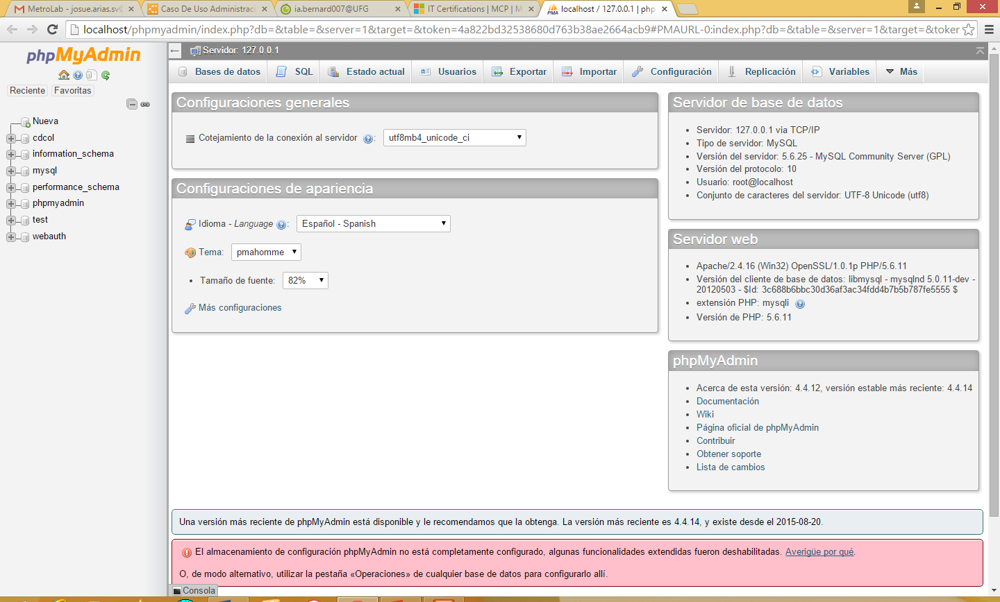 MetroLab - josue.arias.sv@
Caso De Uso Administraci
ia.bernard007@UFG
IT Certifications | MCP | M
localhost / 127.0.0.1 | php
localhost/phpmyadmin/index.php?db=&table=&server=1&target=&token=4a822bd32538680d763b38ae2664acb9#PMAURL-0:index.php?db=&table=&server=1&target=&token
phpMyAdmin
Reciente
Favoritas
Nueva
cdcol
information_schema
mysql
performance_schema
phpmyadmin
test
webauth
Servidor: 127.0.0.1
Bases de datos
SQL
Estado actual
Usuarios
Exportar
Importar
Configuración
Replicación
Variables
Más
Configuraciones generales
Cotejamiento de la conexión al servidor : utf8mb4_unicode_ci
Configuraciones de apariencia
Idioma - Language : Español - Spanish
Tema: pmahomme
Tamaño de fuente: 82%
Más configuraciones
Servidor de base de datos
Servidor: 127.0.0.1 via TCP/IP
Tipo de servidor: MySQL
Versión del servidor: 5.6.25 - MySQL Community Server (GPL)
Versión del protocolo: 10
Usuario: root@localhost
Conjunto de caracteres del servidor: UTF-8 Unicode (utf8)
Servidor web
Apache/2.4.16 (Win32) OpenSSL/1.0.1p PHP/5.6.11
Versión del cliente de base de datos: libmysql - mysqlnd 5.0.11-dev -
20120503 - $Id: 3c688b6bbc30d36af3ac34fdd4b7b5b787fe5555 $
extensión PHP: mysqli
Versión de PHP: 5.6.11
phpMyAdmin
Acerca de esta versión: 4.4.12, versión estable más reciente: 4.4.14
Documentación
Wiki
Página oficial de phpMyAdmin
Contribuir
Obtener soporte
Lista de cambios
Una versión más reciente de phpMyAdmin está disponible y le recomendamos que la obtenga. La versión más reciente es 4.4.14, y existe desde el 2015-08-20.
El almacenamiento de configuración phpMyAdmin no está completamente configurado, algunas funcionalidades extendidas fueron deshabilitadas. Averigüe por qué.
O, de modo alternativo, utilizar la pestaña «Operaciones» de cualquier base de datos para configurarlo allí.
Consola